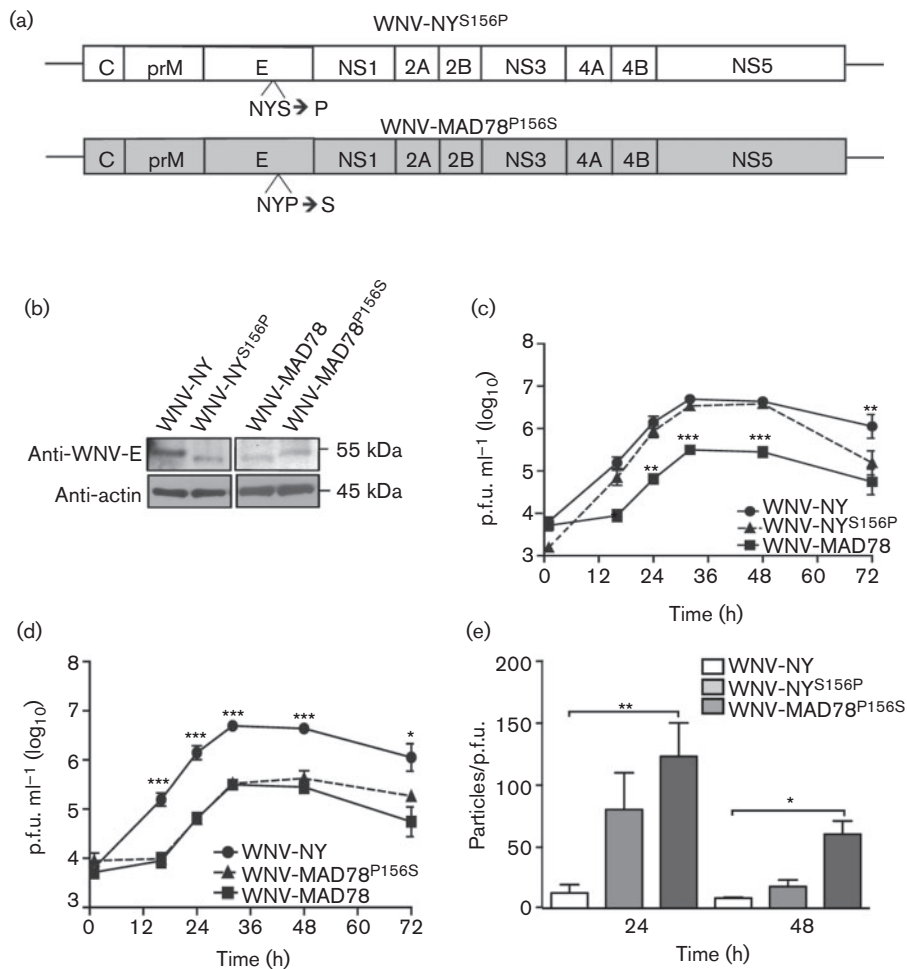 (a)
WNV-NY^S156P
C prM E NS1 2A 2B NS3 4A 4B NS5
NYS➔ P
WNV-MAD78^P156S
C prM E NS1 2A 2B NS3 4A 4B NS5
NYP➔ S
(b)
WNV-NY WNV-NY^S156P WNV-MAD78 WNV-MAD78^P156S
Anti-WNV-E 55 kDa
Anti-actin 45 kDa
(c)
p.f.u. ml−1 (log10)
8
7
6
5
4
3
** *** *** **
WNV-NY
WNV-NY^S156P
WNV-MAD78
0 12 24 36 48 60 72
Time (h)
(d)
p.f.u. ml−1 (log10)
8
7
6
5
4
3
*** *** *** *** *
WNV-NY
WNV-MAD78^P156S
WNV-MAD78
0 12 24 36 48 60 72
Time (h)
(e)
Particles/p.f.u.
200
150
100
50
0
WNV-NY
WNV-NY^S156P
WNV-MAD78^P156S
** *
24 48
Time (h)